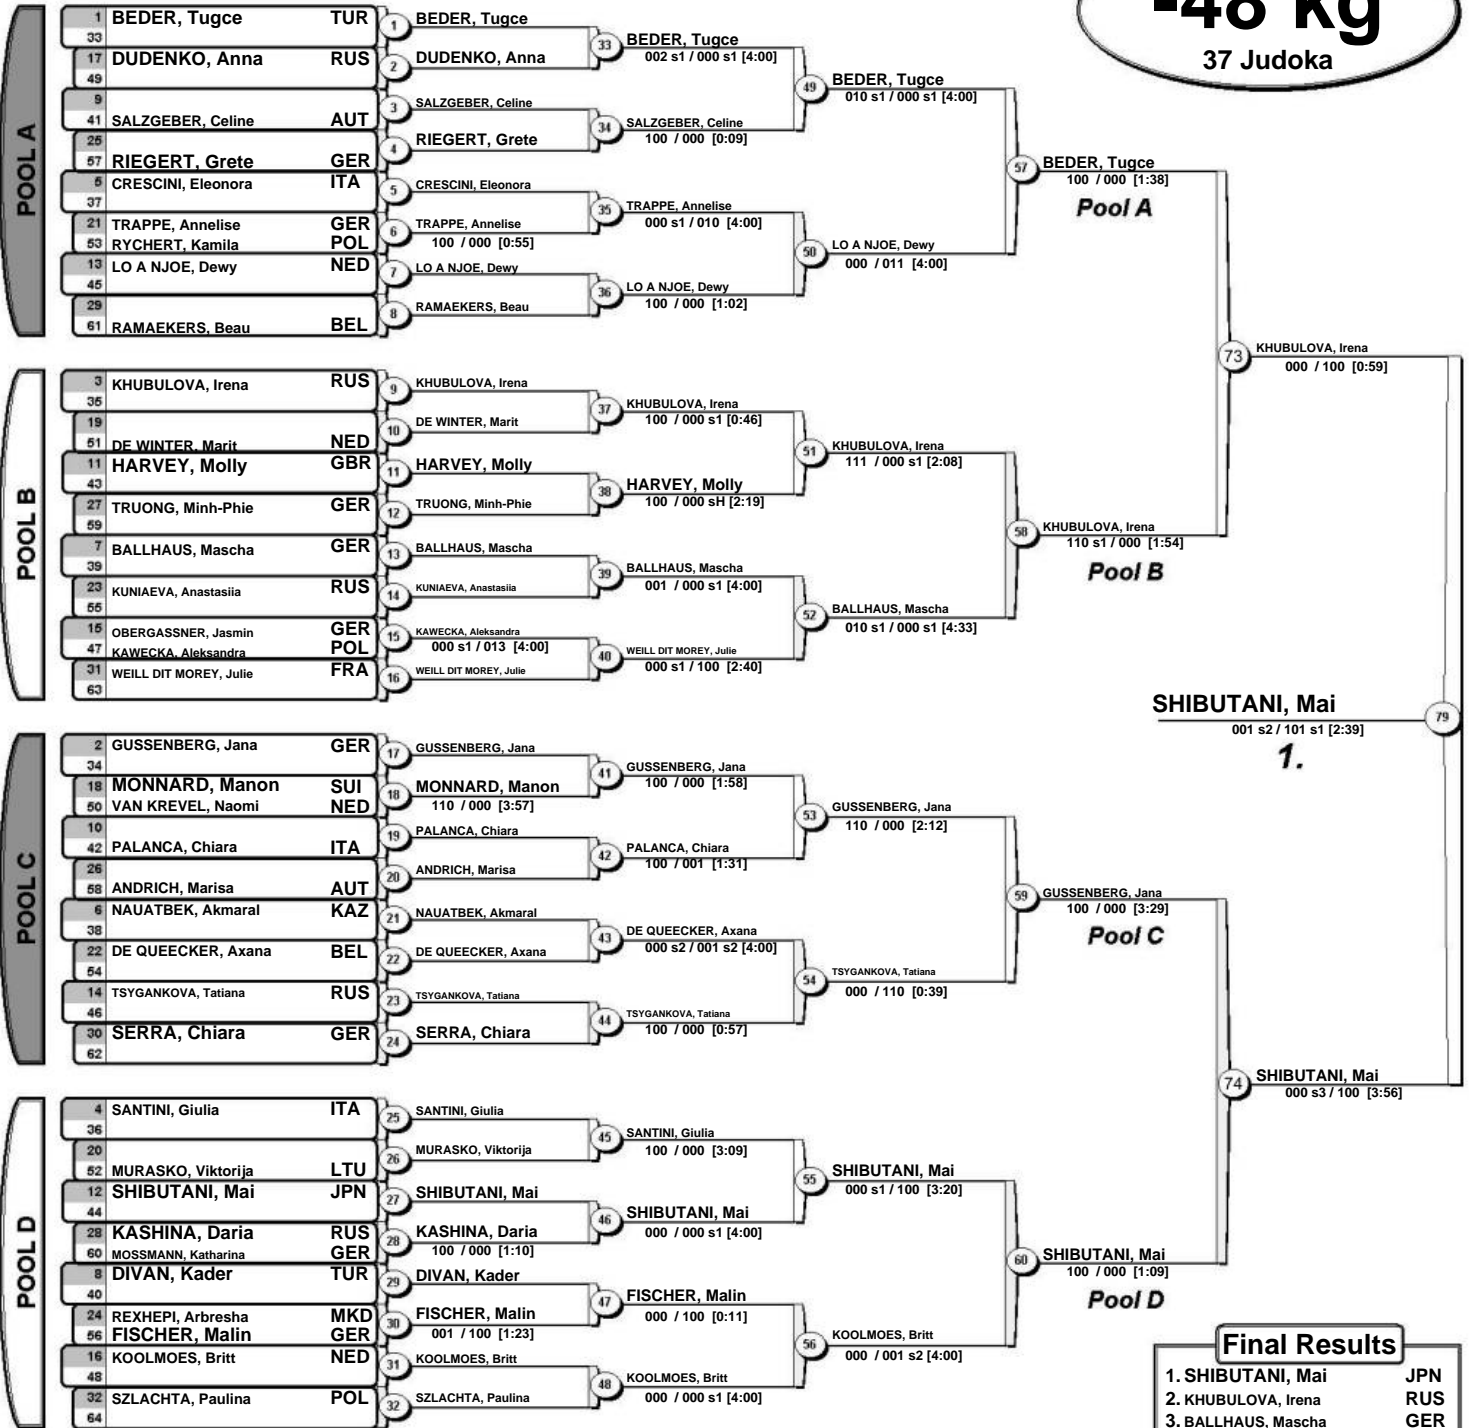 -48 kg
37 Judoka
POOL A
1 BEDER, Tugce TUR
33
17 DUDENKO, Anna RUS
49
9
41 SALZGEBER, Celine AUT
25
57 RIEGERT, Grete GER
5 CRESCINI, Eleonora ITA
37
21 TRAPPE, Annelise GER
53 RYCHERT, Kamila POL
13 LO A NJOE, Dewy NED
45
29
61 RAMAEKERS, Beau BEL
1 BEDER, Tugce
2 DUDENKO, Anna
3 SALZGEBER, Celine
4 RIEGERT, Grete
5 CRESCINI, Eleonora
6 TRAPPE, Annelise
100 / 000 [0:55]
7 LO A NJOE, Dewy
8 RAMAEKERS, Beau
33 BEDER, Tugce
002 s1 / 000 s1 [4:00]
34 SALZGEBER, Celine
100 / 000 [0:09]
35 TRAPPE, Annelise
000 s1 / 010 [4:00]
36 LO A NJOE, Dewy
100 / 000 [1:02]
49 BEDER, Tugce
010 s1 / 000 s1 [4:00]
50 LO A NJOE, Dewy
000 / 011 [4:00]
57 BEDER, Tugce
100 / 000 [1:38]
Pool A
POOL B
3 KHUBULOVA, Irena RUS
35
19
51 DE WINTER, Marit NED
11 HARVEY, Molly GBR
43
27 TRUONG, Minh-Phie GER
59
7 BALLHAUS, Mascha GER
39
23 KUNIAEVA, Anastasiia RUS
55
15 OBERGASSNER, Jasmin GER
47 KAWECKA, Aleksandra POL
31 WEILL DIT MOREY, Julie FRA
63
9 KHUBULOVA, Irena
10 DE WINTER, Marit
11 HARVEY, Molly
12 TRUONG, Minh-Phie
13 BALLHAUS, Mascha
14 KUNIAEVA, Anastasiia
15 KAWECKA, Aleksandra
000 s1 / 013 [4:00]
16 WEILL DIT MOREY, Julie
37 KHUBULOVA, Irena
100 / 000 s1 [0:46]
38 HARVEY, Molly
100 / 000 sH [2:19]
39 BALLHAUS, Mascha
001 / 000 s1 [4:00]
40 WEILL DIT MOREY, Julie
000 s1 / 100 [2:40]
51 KHUBULOVA, Irena
111 / 000 s1 [2:08]
52 BALLHAUS, Mascha
010 s1 / 000 s1 [4:33]
58 KHUBULOVA, Irena
110 s1 / 000 [1:54]
Pool B
73 KHUBULOVA, Irena
000 / 100 [0:59]
SHIBUTANI, Mai 79
001 s2 / 101 s1 [2:39]
1.
POOL C
2 GUSSENBERG, Jana GER
34
18 MONNARD, Manon SUI
50 VAN KREVEL, Naomi NED
10
42 PALANCA, Chiara ITA
26
58 ANDRICH, Marisa AUT
6 NAUATBEK, Akmaral KAZ
38
22 DE QUEECKER, Axana BEL
54
14 TSYGANKOVA, Tatiana RUS
46
30 SERRA, Chiara GER
62
17 GUSSENBERG, Jana
18 MONNARD, Manon
110 / 000 [3:57]
19 PALANCA, Chiara
20 ANDRICH, Marisa
21 NAUATBEK, Akmaral
22 DE QUEECKER, Axana
23 TSYGANKOVA, Tatiana
24 SERRA, Chiara
41 GUSSENBERG, Jana
100 / 000 [1:58]
42 PALANCA, Chiara
100 / 001 [1:31]
43 DE QUEECKER, Axana
000 s2 / 001 s2 [4:00]
44 TSYGANKOVA, Tatiana
100 / 000 [0:57]
53 GUSSENBERG, Jana
110 / 000 [2:12]
54 TSYGANKOVA, Tatiana
000 / 110 [0:39]
59 GUSSENBERG, Jana
100 / 000 [3:29]
Pool C
POOL D
4 SANTINI, Giulia ITA
36
20
52 MURASKO, Viktorija LTU
12 SHIBUTANI, Mai JPN
44
28 KASHINA, Daria RUS
60 MOSSMANN, Katharina GER
8 DIVAN, Kader TUR
40
24 REXHEPI, Arbresha MKD
56 FISCHER, Malin GER
16 KOOLMOES, Britt NED
48
32 SZLACHTA, Paulina POL
64
25 SANTINI, Giulia
26 MURASKO, Viktorija
27 SHIBUTANI, Mai
28 KASHINA, Daria
100 / 000 [1:10]
29 DIVAN, Kader
30 FISCHER, Malin
001 / 100 [1:23]
31 KOOLMOES, Britt
32 SZLACHTA, Paulina
45 SANTINI, Giulia
100 / 000 [3:09]
46 SHIBUTANI, Mai
000 / 000 s1 [4:00]
47 FISCHER, Malin
000 / 100 [0:11]
48 KOOLMOES, Britt
000 / 000 s1 [4:00]
55 SHIBUTANI, Mai
000 s1 / 100 [3:20]
56 KOOLMOES, Britt
000 / 001 s2 [4:00]
60 SHIBUTANI, Mai
100 / 000 [1:09]
Pool D
74 SHIBUTANI, Mai
000 s3 / 100 [3:56]
Final Results
1. SHIBUTANI, Mai JPN
2. KHUBULOVA, Irena RUS
3. BALLHAUS, Mascha GER